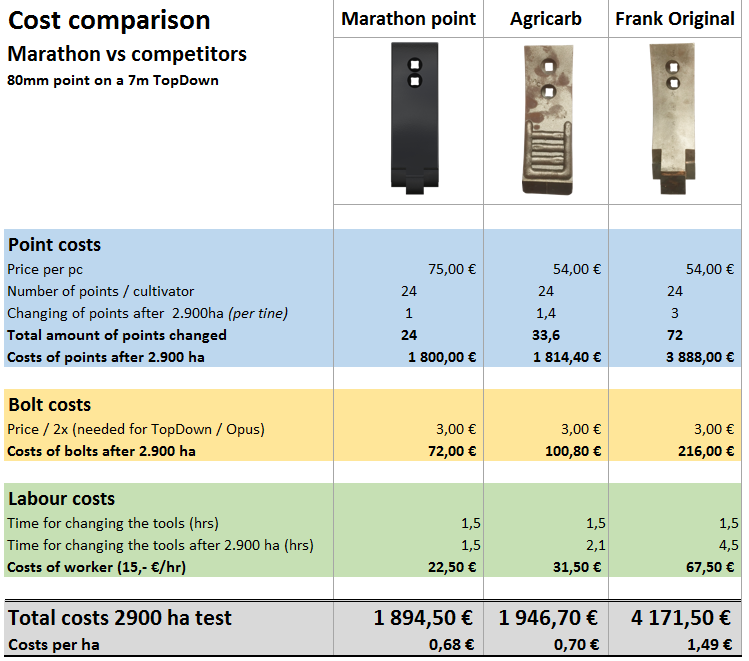 Cost comparison
Marathon vs competitors
80mm point on a 7m TopDown
Marathon point Agricarb Frank Original
Point costs
Price per pc 75,00 € 54,00 € 54,00 €
Number of points / cultivator 24 24 24
Changing of points after 2.900ha (per tine) 1 1,4 3
Total amount of points changed 24 33,6 72
Costs of points after 2.900 ha 1 800,00 € 1 814,40 € 3 888,00 €
Bolt costs
Price / 2x (needed for TopDown / Opus) 3,00 € 3,00 € 3,00 €
Costs of bolts after 2.900 ha 72,00 € 100,80 € 216,00 €
Labour costs
Time for changing the tools (hrs) 1,5 1,5 1,5
Time for changing the tools after 2.900 ha (hrs) 1,5 2,1 4,5
Costs of worker (15,- €/hr) 22,50 € 31,50 € 67,50 €
Total costs 2900 ha test 1 894,50 € 1 946,70 € 4 171,50 €
Costs per ha 0,68 € 0,70 € 1,49 €